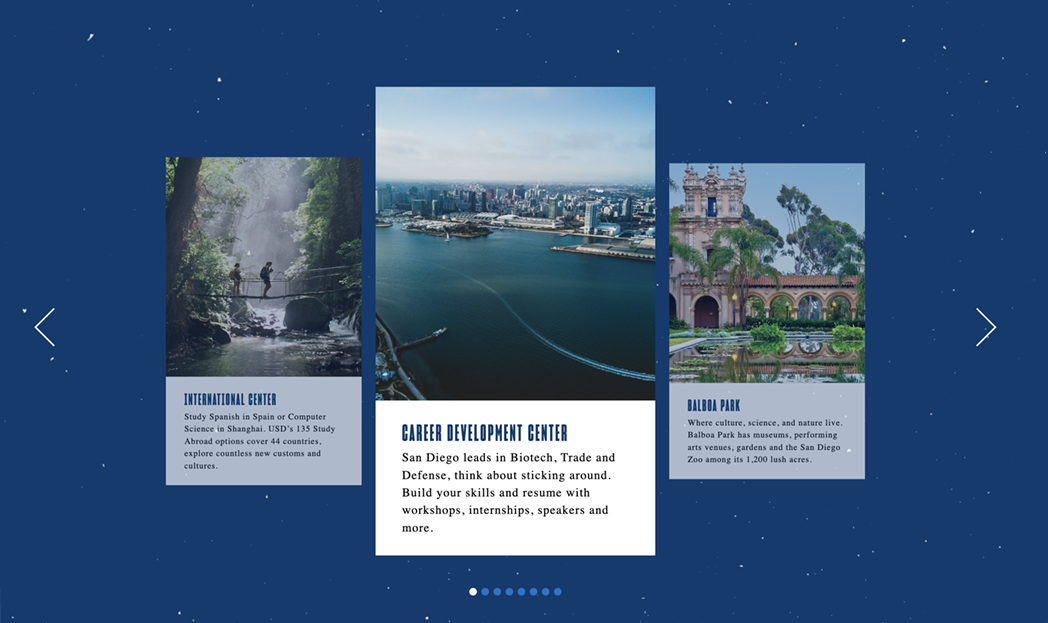 INTERNATIONAL CENTER
Study Spanish in Spain or Computer
Science in Shanghai. USD's 135 Study
Abroad options cover 44 countries,
explore countless new customs and
cultures.
CAREER DEVELOPMENT CENTER
San Diego leads in Biotech, Trade and
Defense, think about sticking around.
Build your skills and resume with
workshops, internships, speakers and
more.
BALBOA PARK
Where culture, science, and nature live.
Balboa Park has museums, performing
arts venues, gardens and the San Diego
Zoo among its 1,200 lush acres.